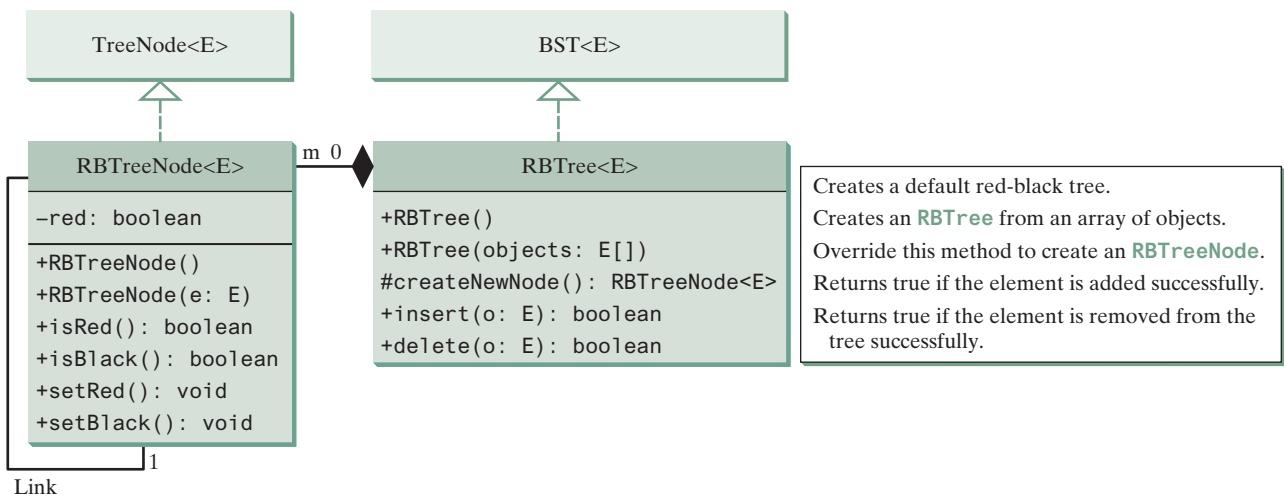 TreeNode<E>
BST<E>
RBTreeNode<E>
–red: boolean
+RBTreeNode()
+RBTreeNode(e: E)
+isRed(): boolean
+isBlack(): boolean
+setRed(): void
+setBlack(): void
1
Link
m 0
RBTree<E>
+RBTree()
+RBTree(objects: E[])
#createNewNode(): RBTreeNode<E>
+insert(o: E): boolean
+delete(o: E): boolean
Creates a default red-black tree.
Creates an RBTree from an array of objects.
Override this method to create an RBTreeNode.
Returns true if the element is added successfully.
Returns true if the element is removed from the
tree successfully.